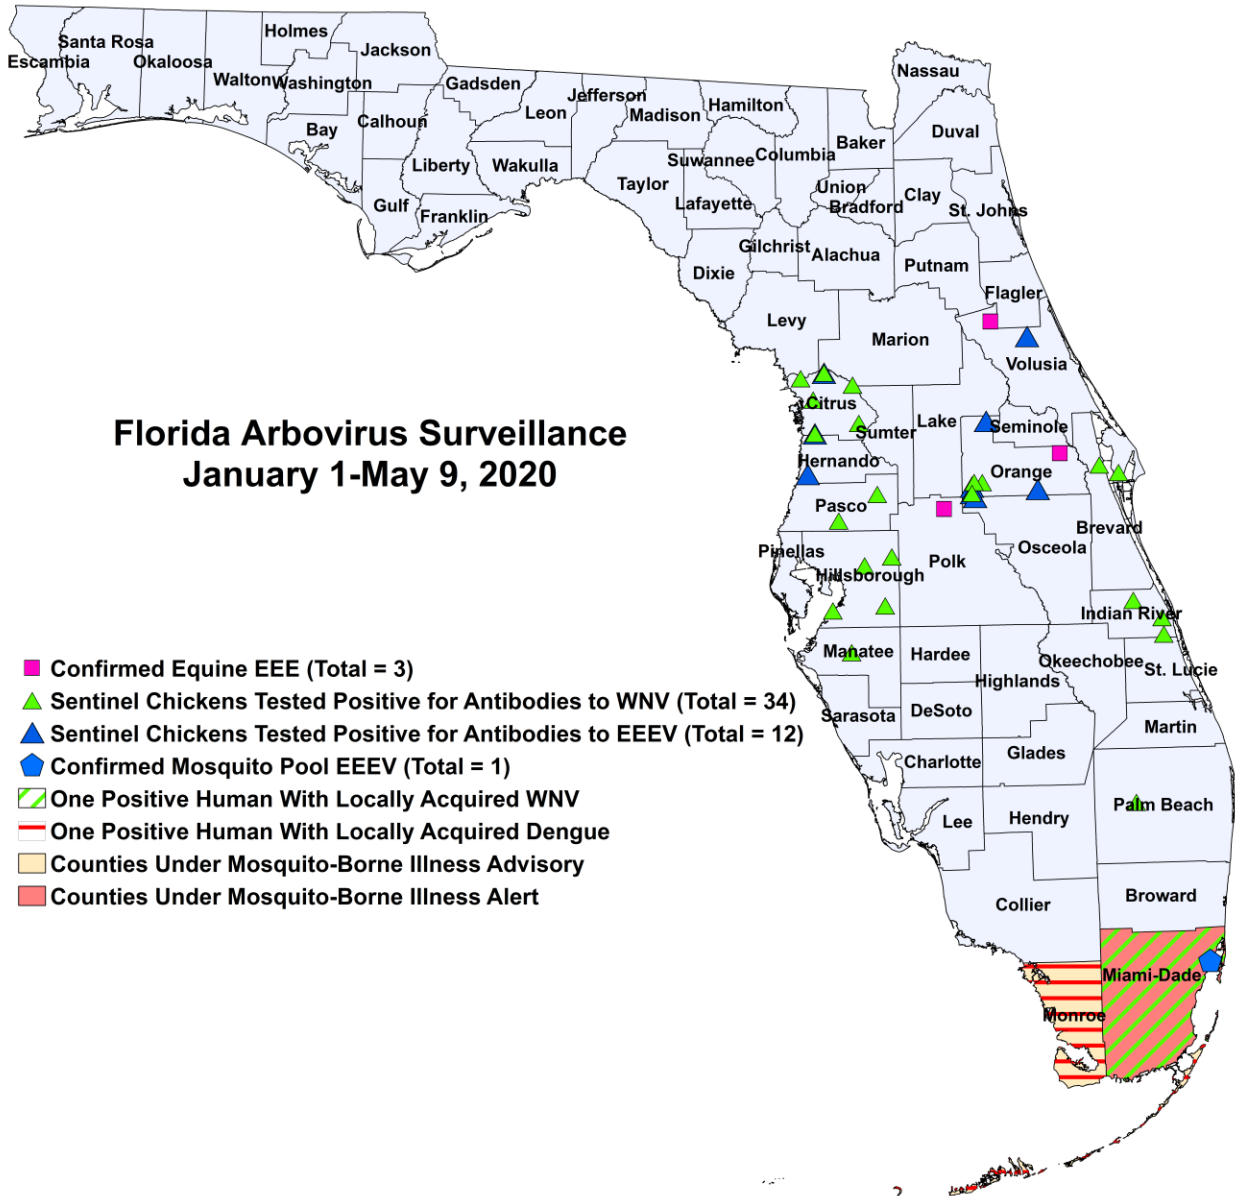 Holmes
Santa Rosa
Jackson
Escambia
Okaloosa
Walton
Washington
Gadsden
Nassau
Jefferson
Leon
Madison
Hamilton
Calhoun
Bay
Duval
Baker
Columbia
Suwannee
Liberty
Wakulla
Taylor
Union
Clay
Lafayette
Bradford
St. Johns
Gulf
Franklin
Gilchrist
Alachua
Putnam
Dixie
Flagler
Levy
Marion
Volusia
Citrus
Lake
Seminole
Sumter
Florida Arbovirus Surveillance
January 1-May 9, 2020
Hernando
Orange
Pasco
Brevard
Pinellas
Osceola
Polk
Hillsborough
Indian River
Manatee
Hardee
Okeechobee
St. Lucie
Highlands
Sarasota
DeSoto
Martin
Glades
Charlotte
Palm Beach
Lee
Hendry
Broward
Collier
Miami-Dade
Monroe
Confirmed Equine EEE (Total = 3)
Sentinel Chickens Tested Positive for Antibodies to WNV (Total = 34)
Sentinel Chickens Tested Positive for Antibodies to EEEV (Total = 12)
Confirmed Mosquito Pool EEEV (Total = 1)
One Positive Human With Locally Acquired WNV
One Positive Human With Locally Acquired Dengue
Counties Under Mosquito-Borne Illness Advisory
Counties Under Mosquito-Borne Illness Alert